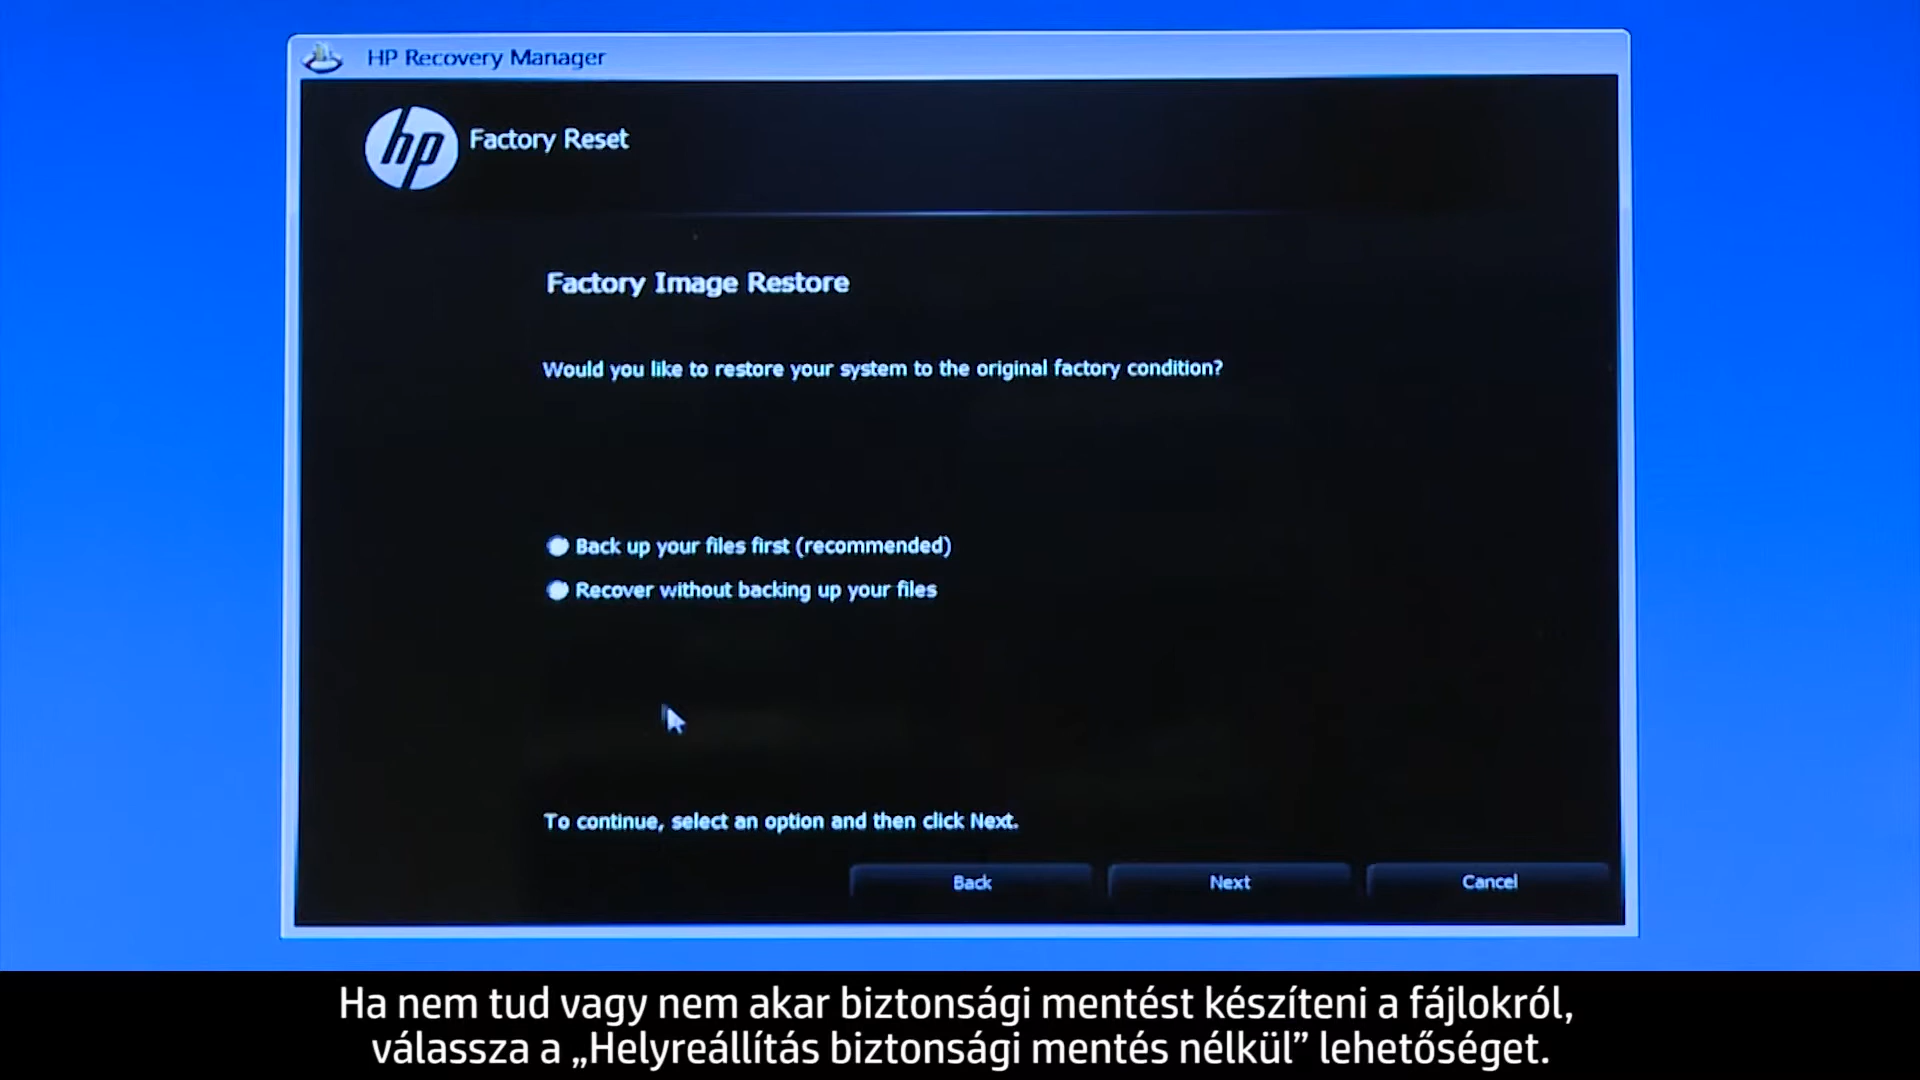 HP Recovery Manager
hp
Factory Reset
Factory Image Restore
Would you like to restore your system to the original factory condition?
Back up your files first (recommended)
Recover without backing up your files
To continue, select an option and then click Next.
Back
Next
Cancel
Ha nem tud vagy nem akar biztonsági mentést készíteni a fájlokról,
válassza a „Helyreállítás biztonsági mentés nélkül” lehetőséget.